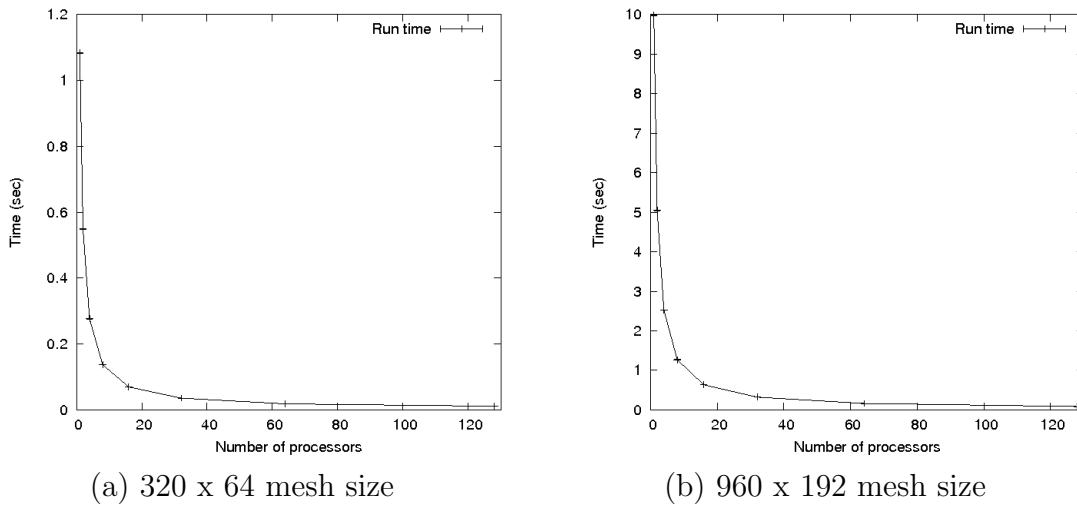 1.2
1
0.8
0.6
0.4
0.2
0
0 20 40 60 80 100 120
Time (sec)
Number of processors
Run time
(a) 320 x 64 mesh size
10
9
8
7
6
5
4
3
2
1
0
0 20 40 60 80 100 120
Time (sec)
Number of processors
Run time
(b) 960 x 192 mesh size